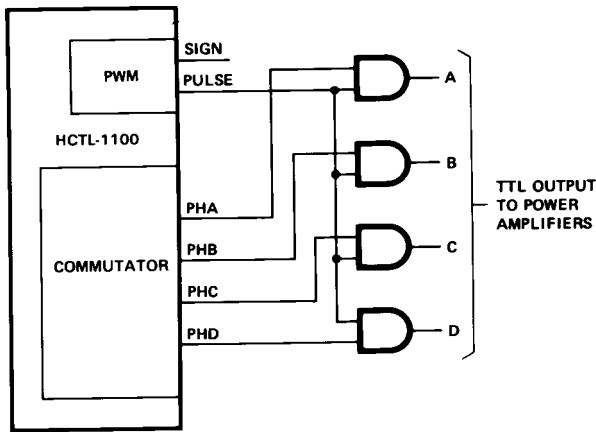 SIGN
PWM
PULSE
A
HCTL-1100
B
TTL OUTPUT
TO POWER
AMPLIFIERS
PHA
PHB
COMMUTATOR
C
PHC
PHD
D